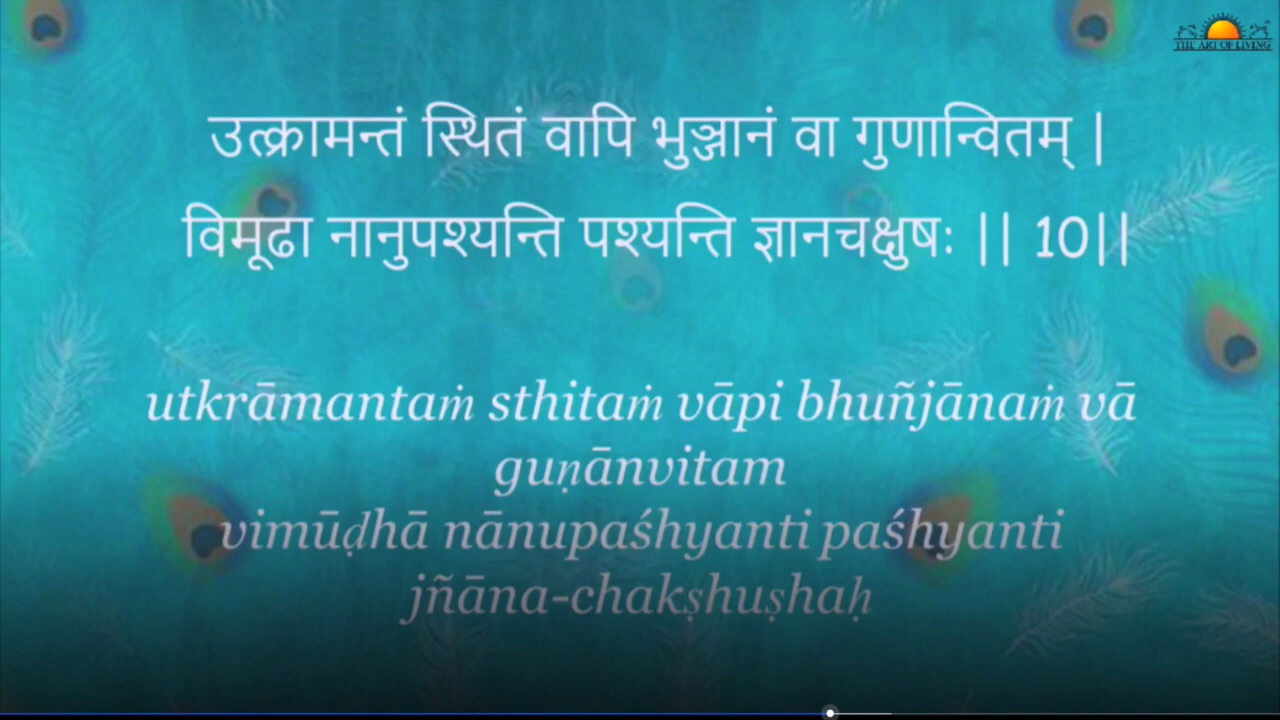 THE ART OF LIVING
उत्क्रामन्तं स्थितं वापि भुञ्जानं वा गुणान्वितम् |
विमूढा नानुपश्यन्ति पश्यन्ति ज्ञानचक्षुषः || 10||
utkrāmantaṁ sthitaṁ vāpi bhuñjānaṁ vā
guṇānvitam
vimūḍhā nānupaśhyanti paśhyanti
jñāna-chakṣhuṣhaḥ